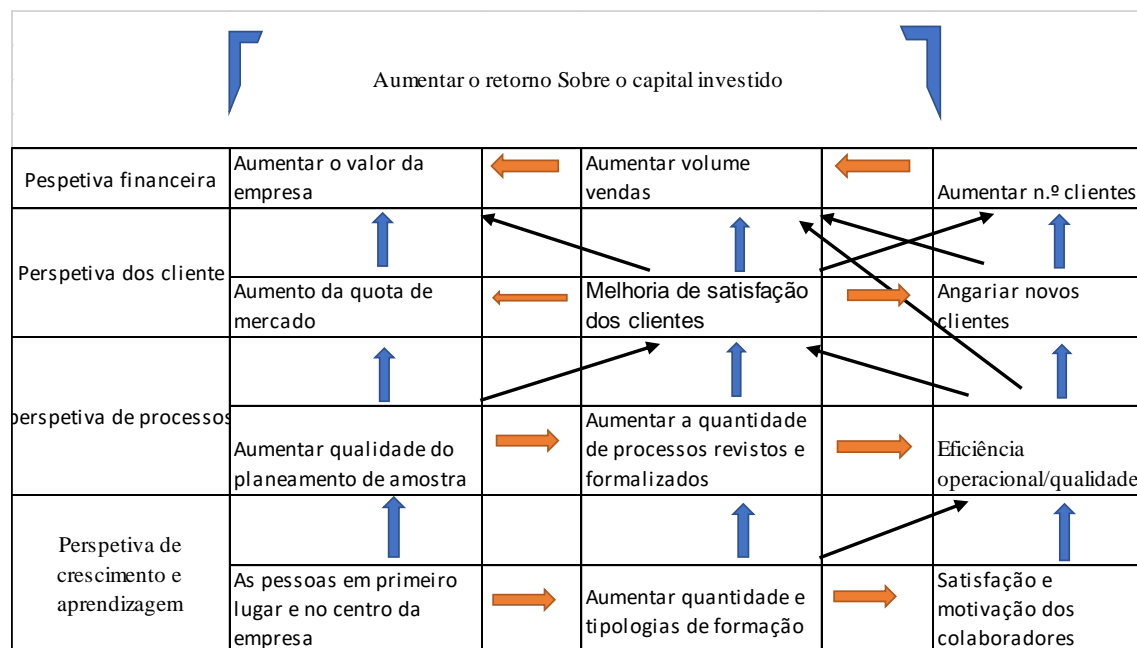 Aumentar o retorno Sobre o capital investido
Pespetiva financeira
Aumentar o valor da
empresa
Aumentar volume
vendas
Aumentar n.º clientes
Perspetiva dos cliente
Aumento da quota de
mercado
Melhoria de satisfação
dos clientes
Angariar novos
clientes
perspetiva de processos
Aumentar qualidade do
planeamento de amostra
Aumentar a quantidade
de processos revistos e
formalizados
Eficiência
operacional/qualidade
Perspetiva de
crescimento e
aprendizagem
As pessoas em primeiro
lugar e no centro da
empresa
Aumentar quantidade e
tipologias de formação
Satisfação e
motivação dos
colaboradores